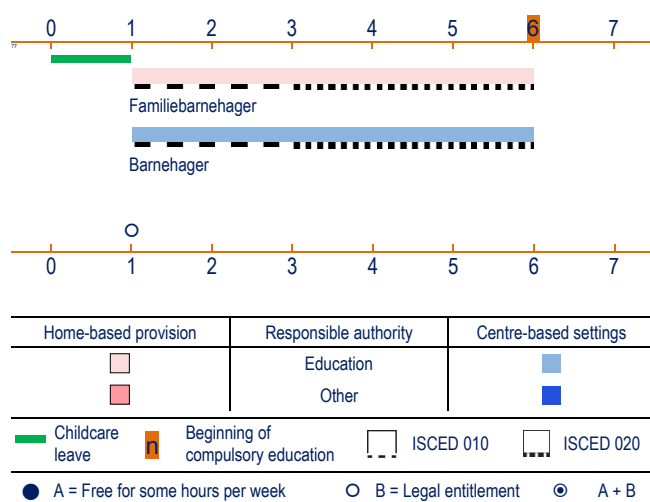 0 1 2 3 4 5 6 7
Familiebarnehager
Barnehager
0 1 2 3 4 5 6 7
Home-based provision Responsible authority Centre-based settings
Education
Other
Childcare leave
n Beginning of compulsory education
ISCED 010
ISCED 020
A = Free for some hours per week B = Legal entitlement A + B